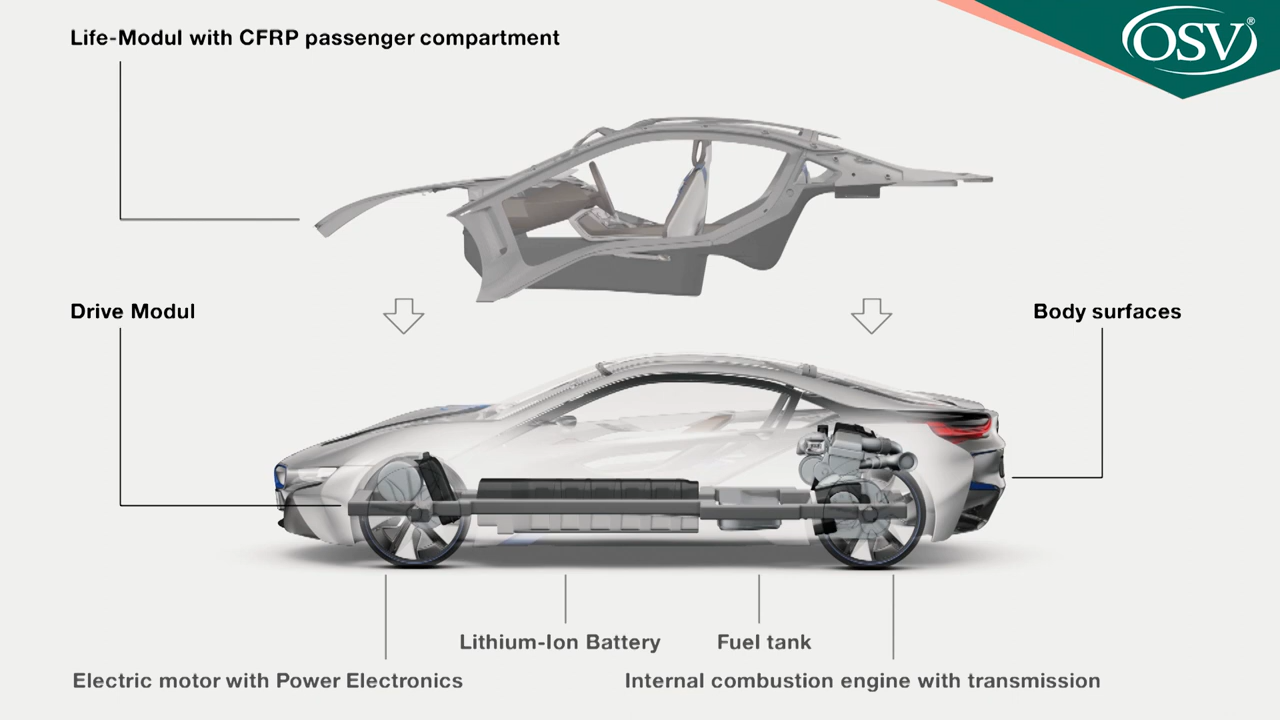 Life-Modul with CFRP passenger compartment
OSV®
Drive Modul
Body surfaces
Lithium-Ion Battery
Fuel tank
Electric motor with Power Electronics
Internal combustion engine with transmission